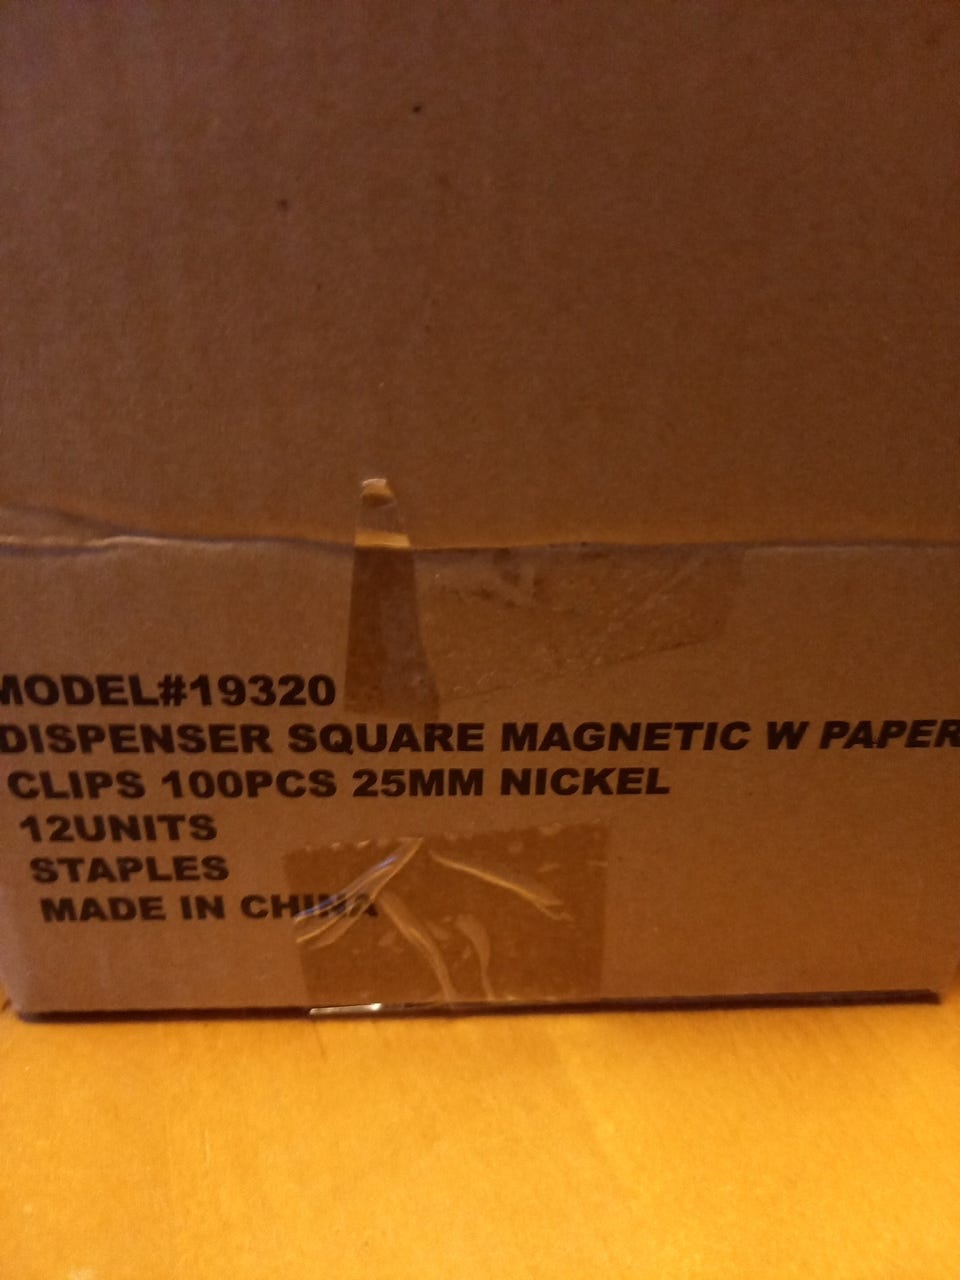 MODEL#19320
DISPENSER SQUARE MAGNETIC W PAPER
CLIPS 100PCS 25MM NICKEL
12UNITS
STAPLES
MADE IN CHINA